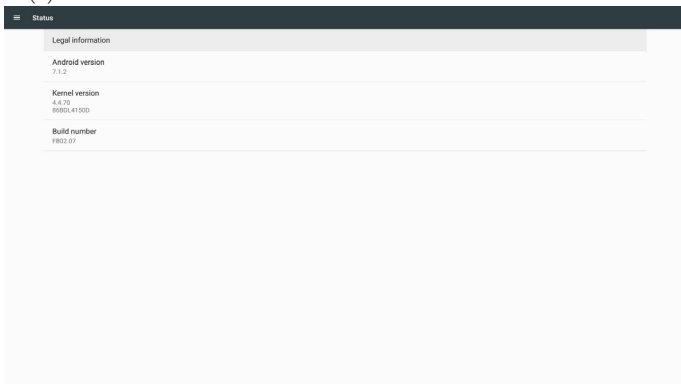 Status
Legal information
Android version
7.1.2
Kernel version
4.4.70
86BDL4150D
Build number
FB02.07